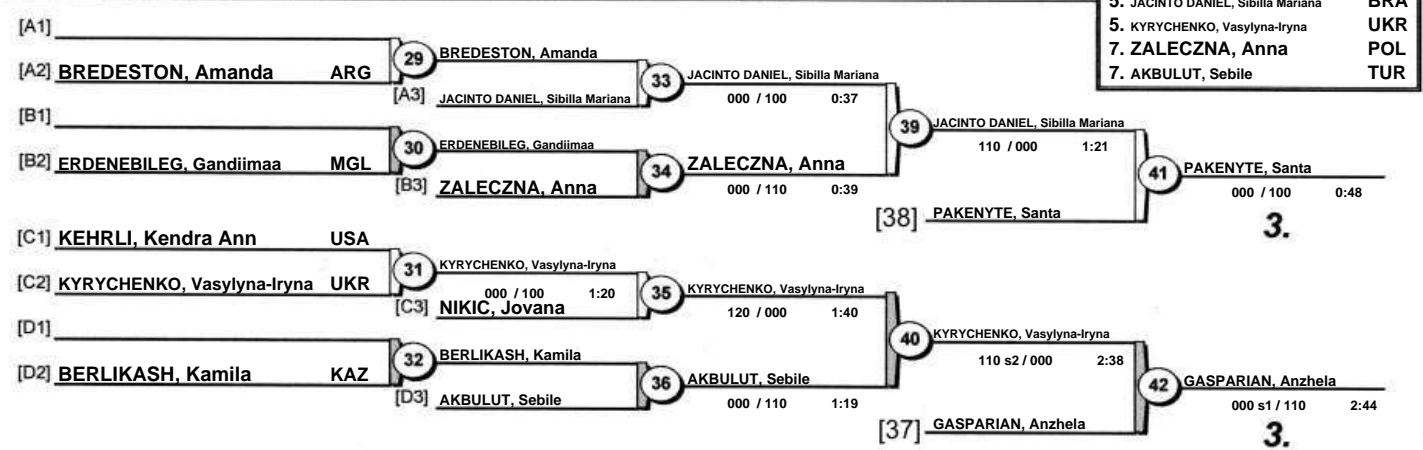 5. JACINTO DANIEL, Sibilla Mariana BRA
5. KYRYCHENKO, Vasylyna-Iryna UKR
7. ZALECZNA, Anna POL
7. AKBULUT, Sebile TUR
[A1]
[A2] BREDESTON, Amanda ARG
29
BREDESTON, Amanda
[A3] JACINTO DANIEL, Sibilla Mariana
33
JACINTO DANIEL, Sibilla Mariana
000 / 100 0:37
[B1]
[B2] ERDENEBILEG, Gandiimaa MGL
30
ERDENEBILEG, Gandiimaa
[B3] ZALECZNA, Anna
34
ZALECZNA, Anna
000 / 110 0:39
39
JACINTO DANIEL, Sibilla Mariana
110 / 000 1:21
[38] PAKENYTE, Santa
41
PAKENYTE, Santa
000 / 100 0:48
3.
[C1] KEHRLI, Kendra Ann USA
[C2] KYRYCHENKO, Vasylyna-Iryna UKR
31
KYRYCHENKO, Vasylyna-Iryna
000 / 100 1:20
[C3] NIKIC, Jovana
35
KYRYCHENKO, Vasylyna-Iryna
120 / 000 1:40
[D1]
[D2] BERLIKASH, Kamila KAZ
32
BERLIKASH, Kamila
[D3] AKBULUT, Sebile
36
AKBULUT, Sebile
000 / 110 1:19
40
KYRYCHENKO, Vasylyna-Iryna
110 s2 / 000 2:38
[37] GASPARIAN, Anzhela
42
GASPARIAN, Anzhela
000 s1 / 110 2:44
3.